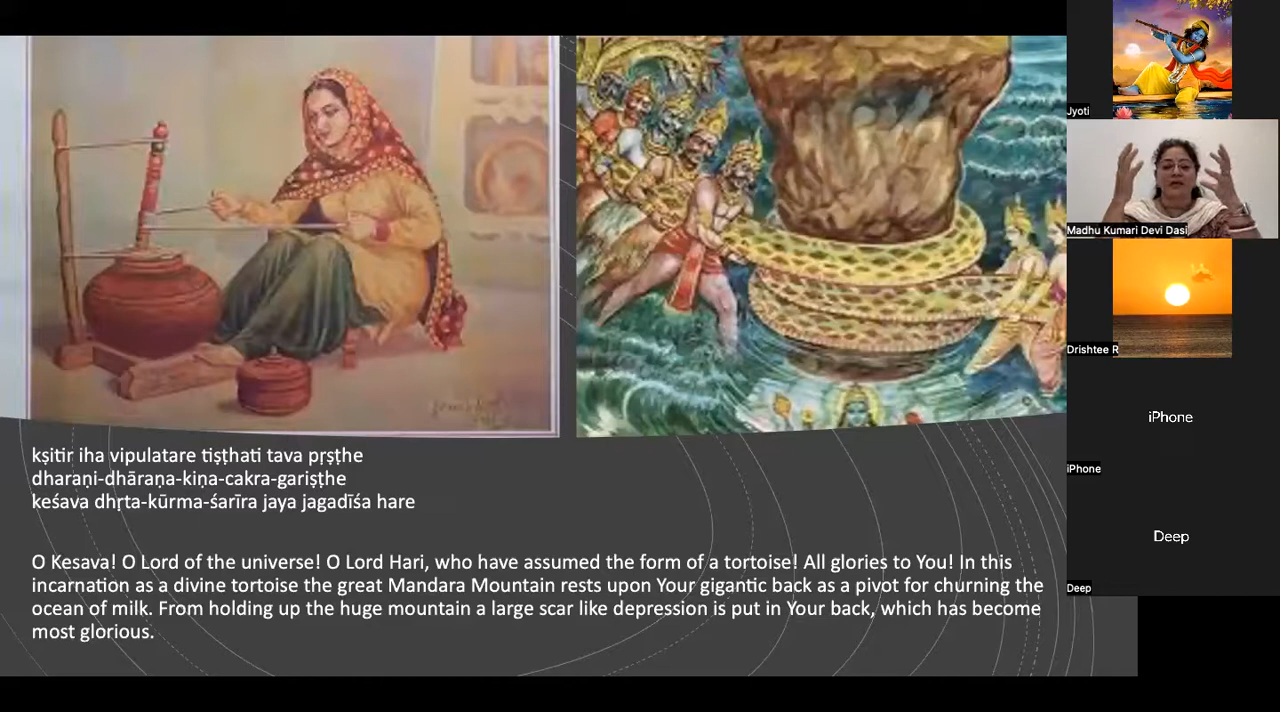 kṣitir iha vipulatare tiṣṭhati tava pṛṣṭhe
dharaṇi-dhāraṇa-kiṇa-cakra-gariṣṭhe
keśava dhṛta-kūrma-śarīra jaya jagadīśa hare
O Kesava! O Lord of the universe! O Lord Hari, who have assumed the form of a tortoise! All glories to You! In this
incarnation as a divine tortoise the great Mandara Mountain rests upon Your gigantic back as a pivot for churning the
ocean of milk. From holding up the huge mountain a large scar like depression is put in Your back, which has become
most glorious.
Jyoti
Madhu Kumari Devi Dasi
Drishtee R
iPhone
iPhone
Deep
Deep